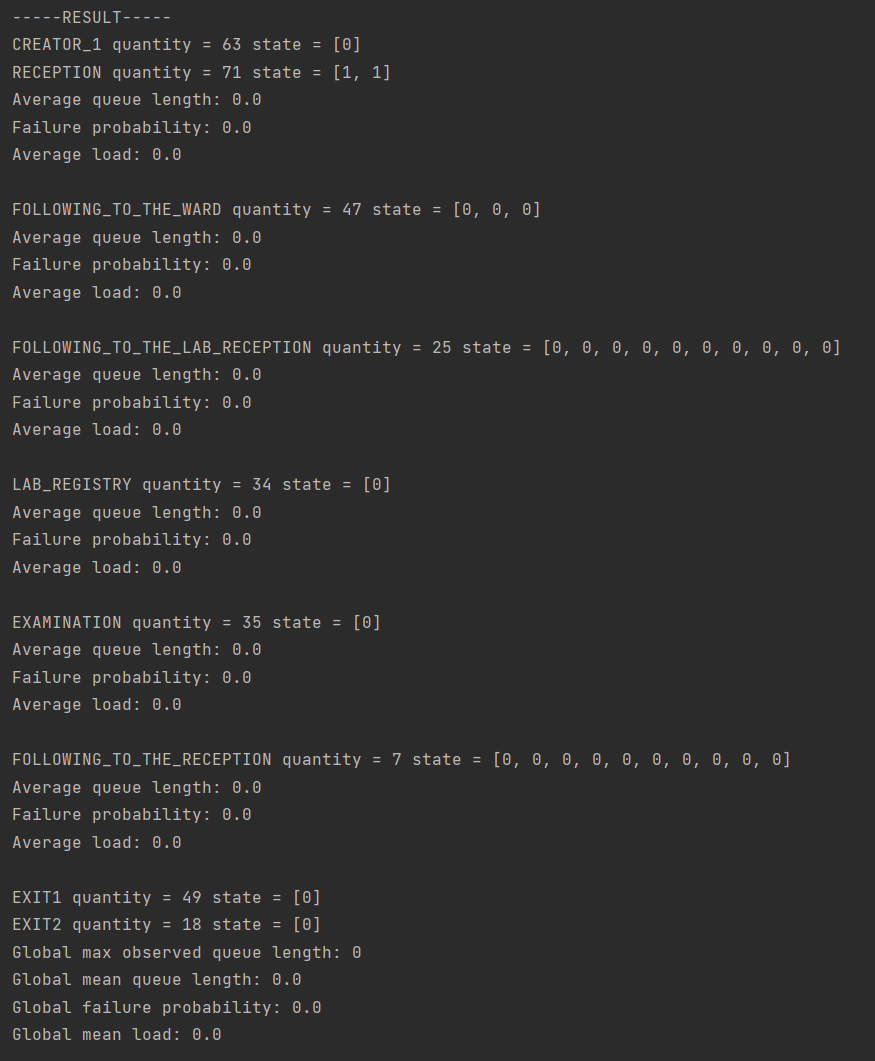 -----RESULT-----
CREATOR_1 quantity = 63 state = [0]
RECEPTION quantity = 71 state = [1, 1]
Average queue length: 0.0
Failure probability: 0.0
Average load: 0.0
FOLLOWING_TO_THE_WARD quantity = 47 state = [0, 0, 0]
Average queue length: 0.0
Failure probability: 0.0
Average load: 0.0
FOLLOWING_TO_THE_LAB_RECEPTION quantity = 25 state = [0, 0, 0, 0, 0, 0, 0, 0, 0, 0]
Average queue length: 0.0
Failure probability: 0.0
Average load: 0.0
LAB_REGISTRY quantity = 34 state = [0]
Average queue length: 0.0
Failure probability: 0.0
Average load: 0.0
EXAMINATION quantity = 35 state = [0]
Average queue length: 0.0
Failure probability: 0.0
Average load: 0.0
FOLLOWING_TO_THE_RECEPTION quantity = 7 state = [0, 0, 0, 0, 0, 0, 0, 0, 0, 0]
Average queue length: 0.0
Failure probability: 0.0
Average load: 0.0
EXIT1 quantity = 49 state = [0]
EXIT2 quantity = 18 state = [0]
Global max observed queue length: 0
Global mean queue length: 0.0
Global failure probability: 0.0
Global mean load: 0.0